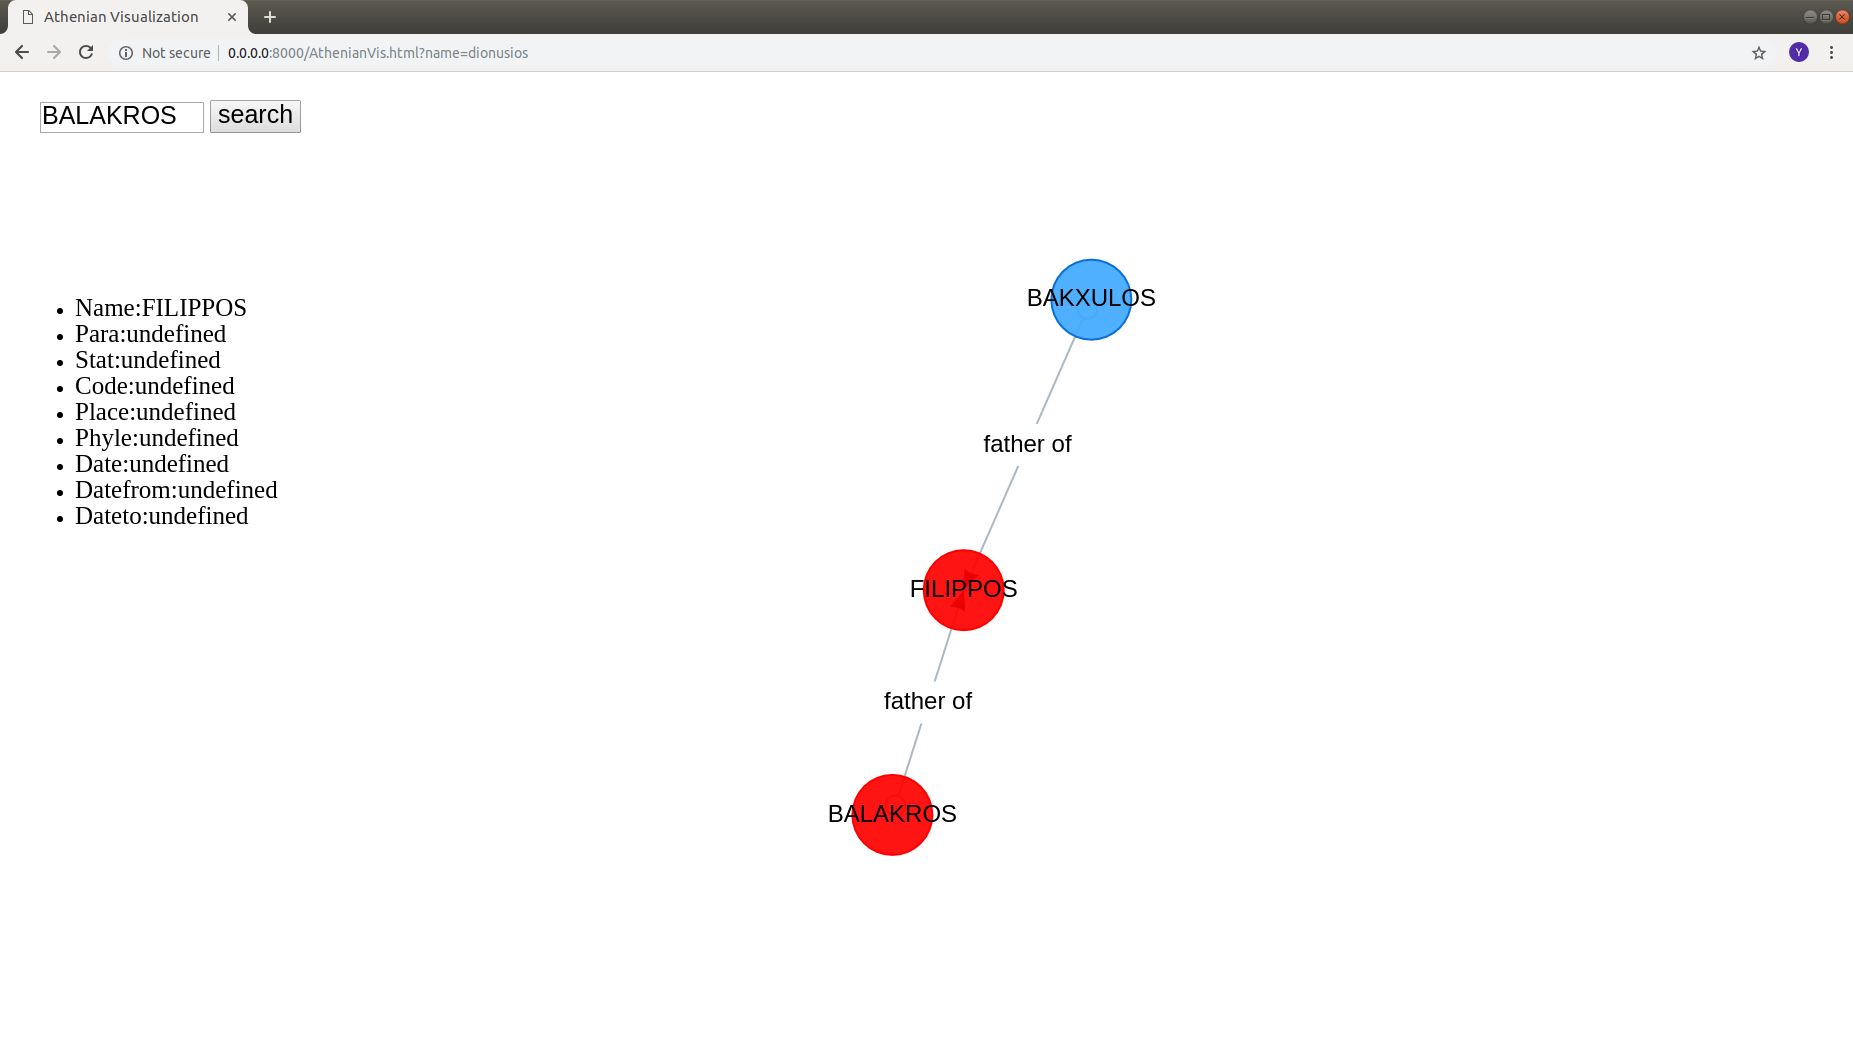 Athenian Visualization
Not secure
0.0.0.0:8000/AthenianVis.html?name=dionusios
Y
BALAKROS
search
Name:FILIPPOS
Para:undefined
Stat:undefined
Code:undefined
Place:undefined
Phyle:undefined
Date:undefined
Datefrom:undefined
Dateto:undefined
BAKXULOS
father of
FILIPPOS
father of
BALAKROS